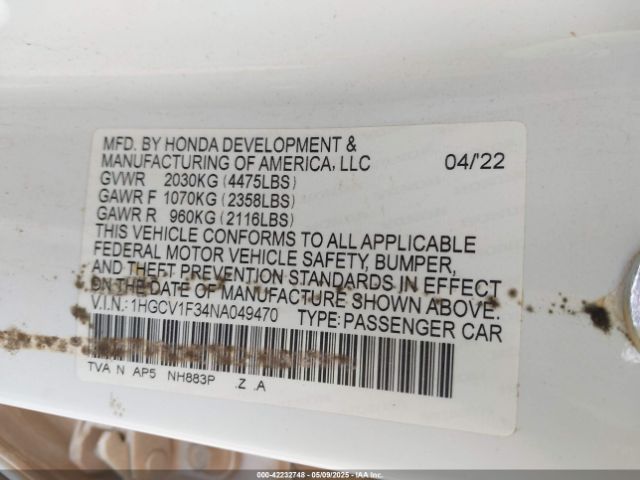 MFD. BY HONDA DEVELOPMENT &
MANUFACTURING OF AMERICA, LLC 04/'22
GVWR 2030KG (4475LBS)
GAWR F 1070KG (2358LBS)
GAWR R 960KG (2116LBS)
THIS VEHICLE CONFORMS TO ALL APPLICABLE
FEDERAL MOTOR VEHICLE SAFETY, BUMPER,
AND THEFT PREVENTION STANDARDS IN EFFECT
ON THE DATE OF MANUFACTURE SHOWN ABOVE.
V.I.N.: 1HGCV1F34NA049470 TYPE: PASSENGER CAR
TVA N AP5 NH883P .Z .A
000-42232748 - 05/09/2025 - IAA Inc. Copyright